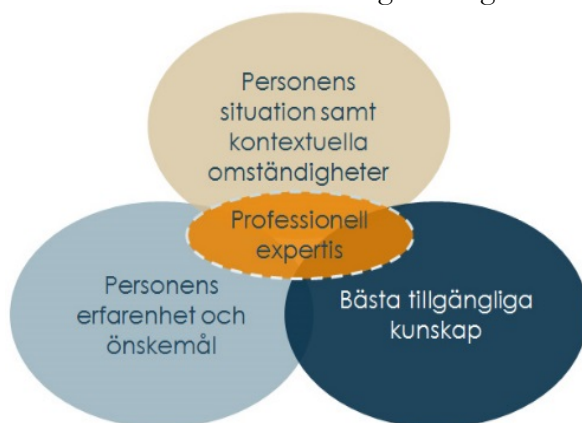 Personens
situation samt
kontextuella
omständigheter
Professionell
expertis
Personens
erfarenhet och
önskemål
Bästa tillgängliga
kunskap